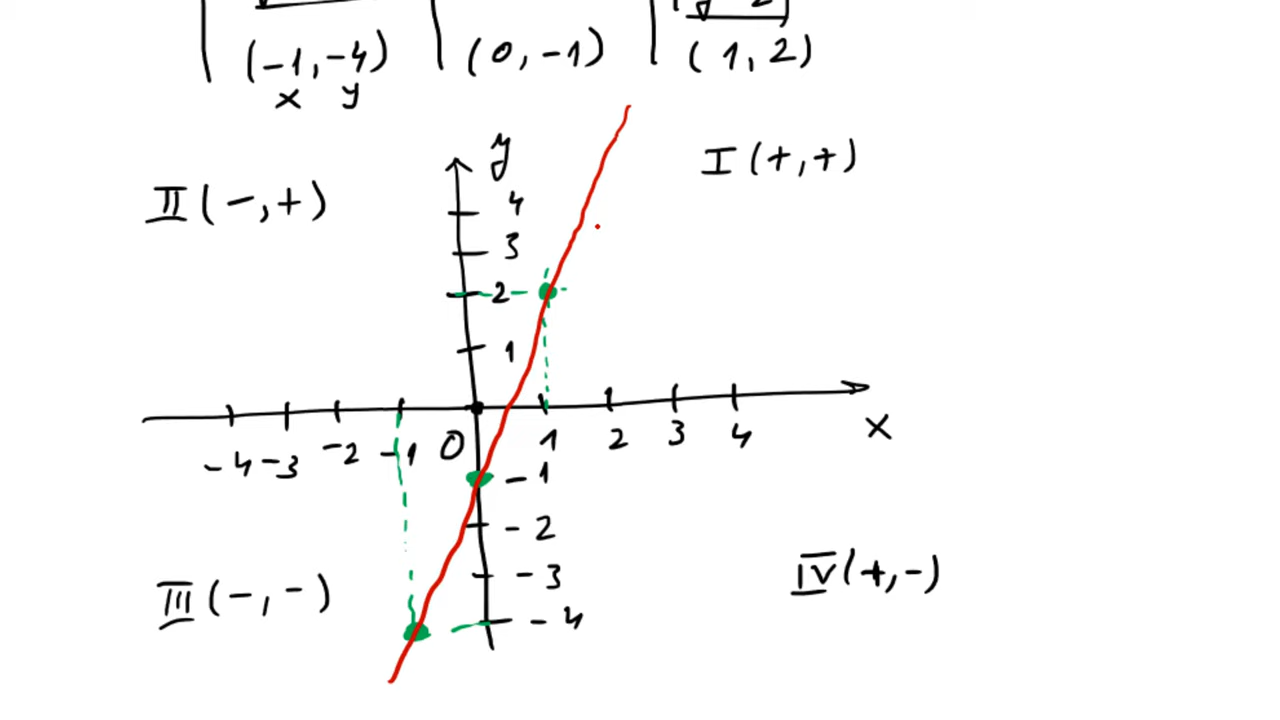 (-1,-4) (0,-1) (1,2)
x y
y
I (+,+)
II (-,+)
4
3
2
1
-4 -3 -2 -1 0 1 2 3 4 x
-1
-2
-3
-4
III (-,-)
IV (+,-)